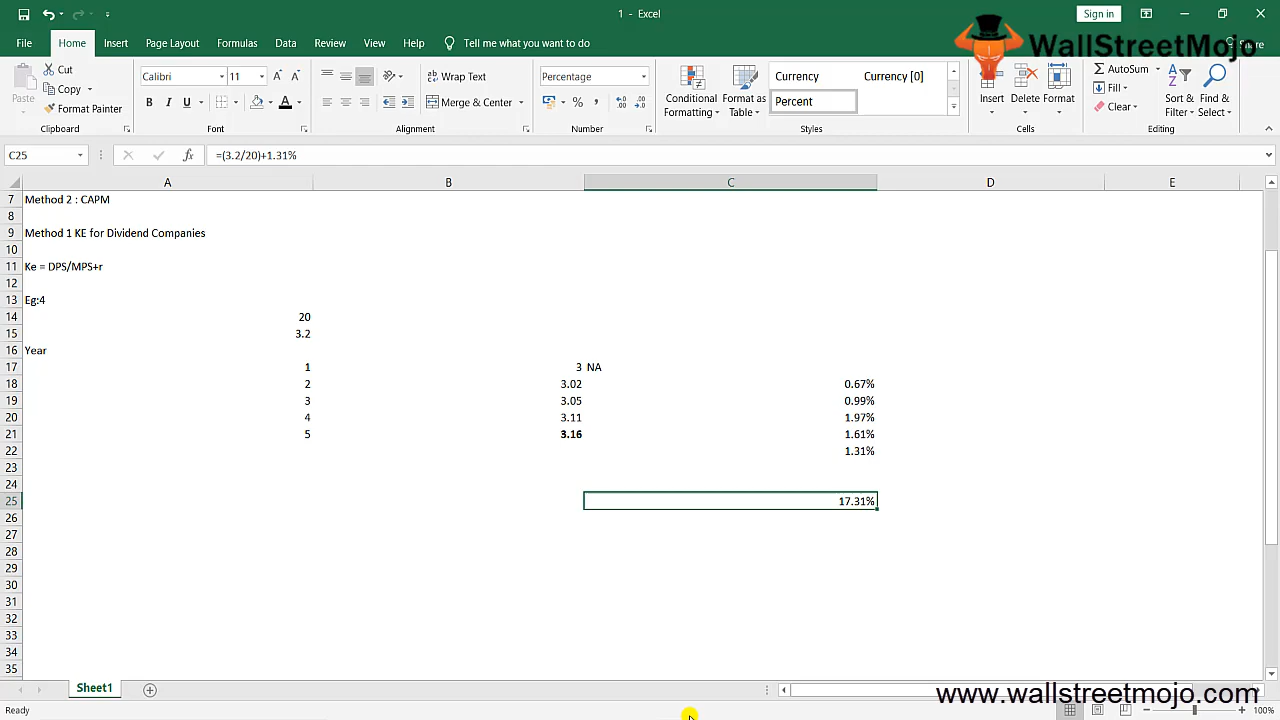 1 - Excel
Sign in
WallStreetMojo
File Home Insert Page Layout Formulas Data Review View Help Tell me what you want to do Share
Paste
Cut
Copy
Format Painter
Clipboard
Calibri 11
B I U
Font
Wrap Text
Merge & Center
Alignment
Percentage
Number
Conditional Formatting
Format as Table
Currency Currency [0]
Percent
Styles
Insert Delete Format
Cells
AutoSum
Fill
Clear
Sort & Filter
Find & Select
Editing
C25 fx =(3.2/20)+1.31%
A B C D E
7 Method 2 : CAPM
8
9 Method 1 KE for Dividend Companies
10
11 Ke = DPS/MPS+r
12
13 Eg:4
14 20
15 3.2
16 Year
17 1 3 NA
18 2 3.02 0.67%
19 3 3.05 0.99%
20 4 3.11 1.97%
21 5 3.16 1.61%
22 1.31%
23
24
25 17.31%
26
27
28
29
30
31
32
33
34
35
Sheet1
www.wallstreetmojo.com
Ready 100%